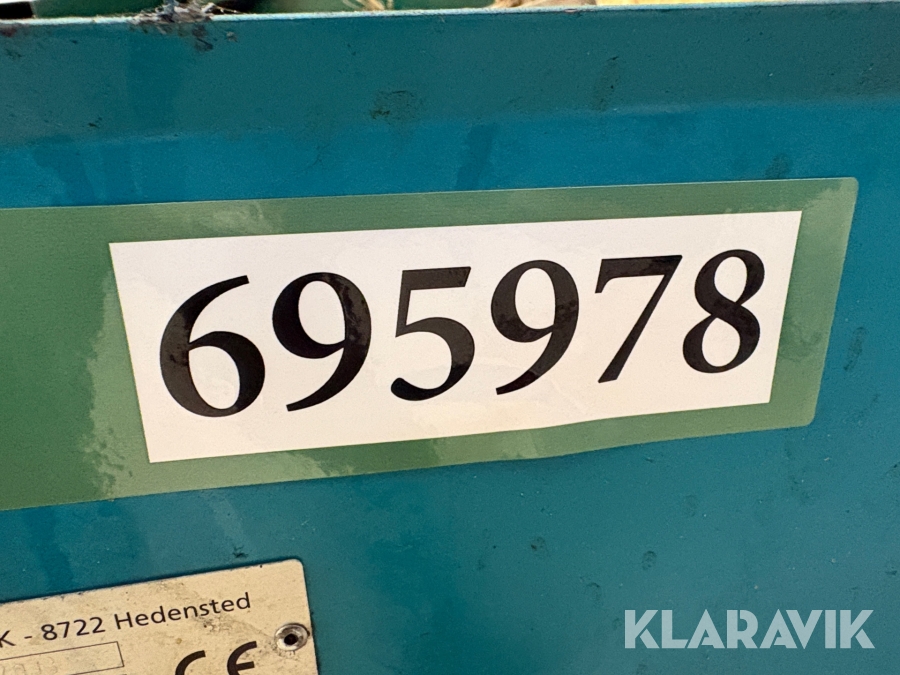 695978
K - 8722 Hedensted
CE
KLARAVIK